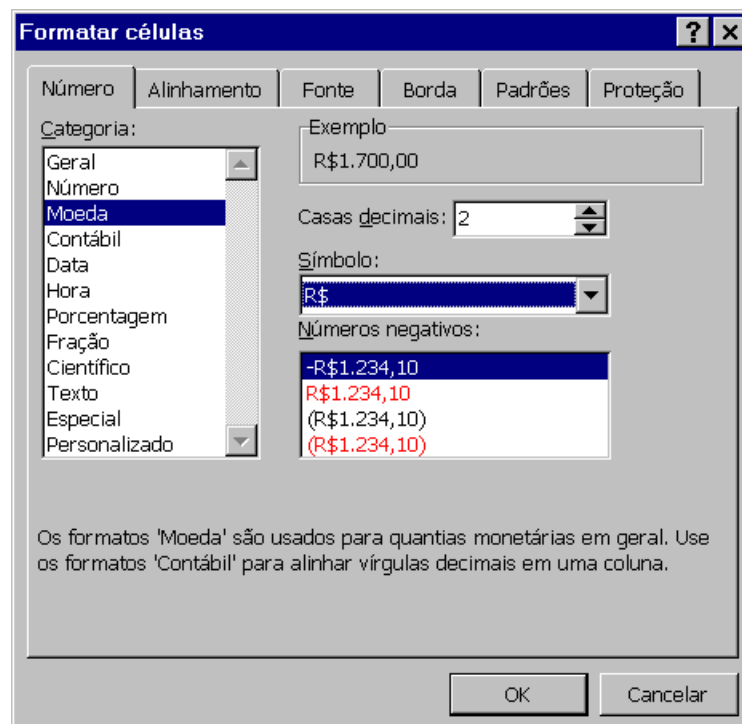 Formatar células
Número Alinhamento Fonte Borda Padrões Proteção
Categoria:
Geral
Número
Moeda
Contábil
Data
Hora
Porcentagem
Fração
Científico
Texto
Especial
Personalizado
Exemplo
R$1.700,00
Casas decimais: 2
Símbolo:
R$
Números negativos:
-R$1.234,10
R$1.234,10
(R$1.234,10)
(R$1.234,10)
Os formatos 'Moeda' são usados para quantias monetárias em geral. Use
os formatos 'Contábil' para alinhar vírgulas decimais em uma coluna.
OK Cancelar